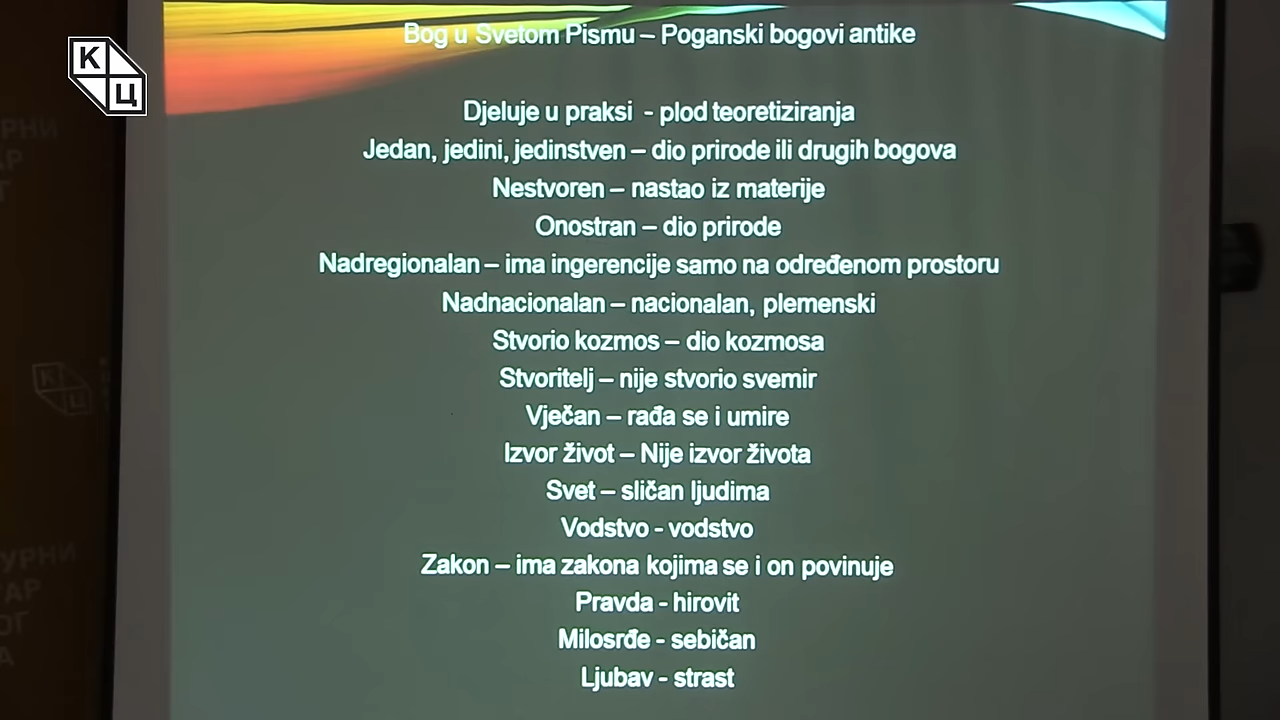 К
Ц
Bog u Svetom Pismu – Poganski bogovi antike
Djeluje u praksi - plod teoretiziranja
Jedan, jedini, jedinstven – dio prirode ili drugih bogova
Nestvoren – nastao iz materije
Onostran – dio prirode
Nadregionalan – ima ingerencije samo na određenom prostoru
Nadnacionalan – nacionalan, plemenski
Stvorio kozmos – dio kozmosa
Stvoritelj – nije stvorio svemir
Vječan – rađa se i umire
Izvor život – Nije izvor života
Svet – sličan ljudima
Vodstvo - vodstvo
Zakon – ima zakona kojima se i on povinuje
Pravda - hirovit
Milosrđe - sebičan
Ljubav - strast